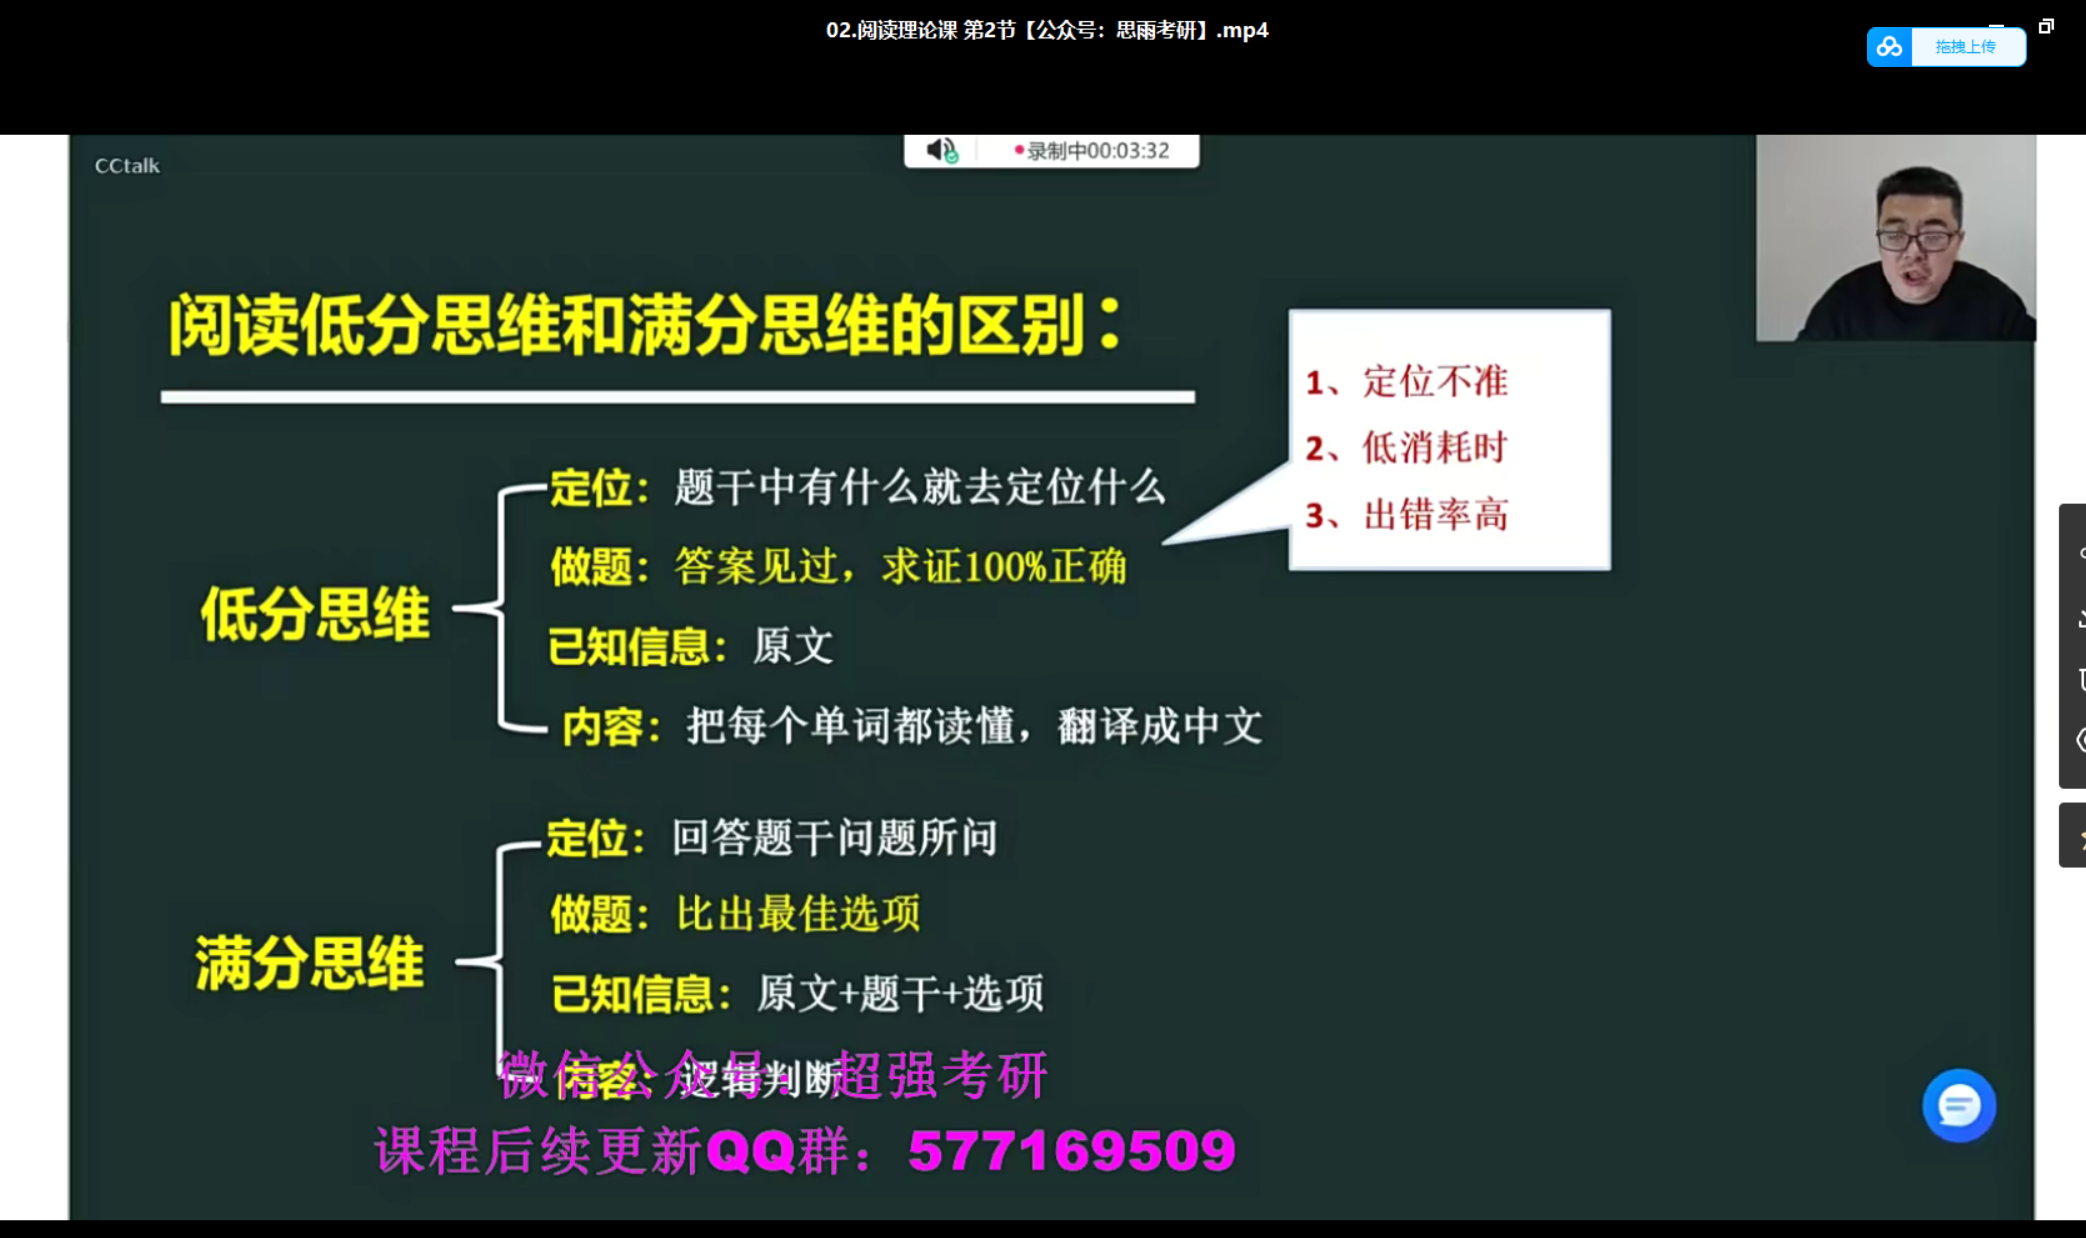 02.阅读理论课 第2节【公众号：思雨考研】.mp4
拖拽上传
CCtalk
录制中00:03:32
阅读低分思维和满分思维的区别：
1、定位不准
2、低消耗时
3、出错率高
低分思维
定位：题干中有什么就去定位什么
做题：答案见过，求证100%正确
已知信息：原文
内容：把每个单词都读懂，翻译成中文
满分思维
定位：回答题干问题所问
做题：比出最佳选项
已知信息：原文+题干+选项
内容：逻辑判断
微信公众号：超强考研
课程后续更新QQ群：577169509